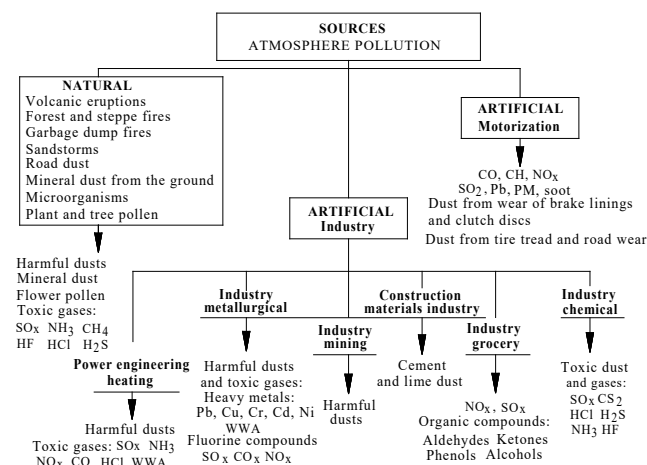 SOURCES
ATMOSPHERE POLLUTION
NATURAL
Volcanic eruptions
Forest and steppe fires
Garbage dump fires
Sandstorms
Road dust
Mineral dust from the ground
Microorganisms
Plant and tree pollen
Harmful dusts
Mineral dust
Flower pollen
Toxic gases:
SOx NH3 CH4
HF HCl H2S
ARTIFICIAL
Motorization
CO, CH, NOx
SO2, Pb, PM, soot
Dust from wear of brake linings
and clutch discs
Dust from tire tread and road wear
ARTIFICIAL
Industry
Power engineering
heating
Harmful dusts
Toxic gases: SOx NH3
NOx CO HCl WWA
Industry
metallurgical
Harmful dusts
and toxic gases:
Heavy metals:
Pb, Cu, Cr, Cd, Ni
WWA
Fluorine compounds
SOx COx NOx
Industry
mining
Harmful
dusts
Construction
materials industry
Cement
and lime dust
Industry
grocery
NOx, SOx
Organic compounds:
Aldehydes Ketones
Phenols Alcohols
Industry
chemical
Toxic dust
and gases:
SOx CS2
HCl H2S
NH3 HF